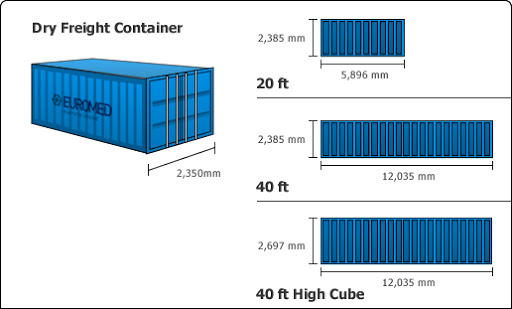 Dry Freight Container
EUROMED
2,350mm
2,385 mm
5,896 mm
20 ft
2,385 mm
12,035 mm
40 ft
2,697 mm
12,035 mm
40 ft High Cube